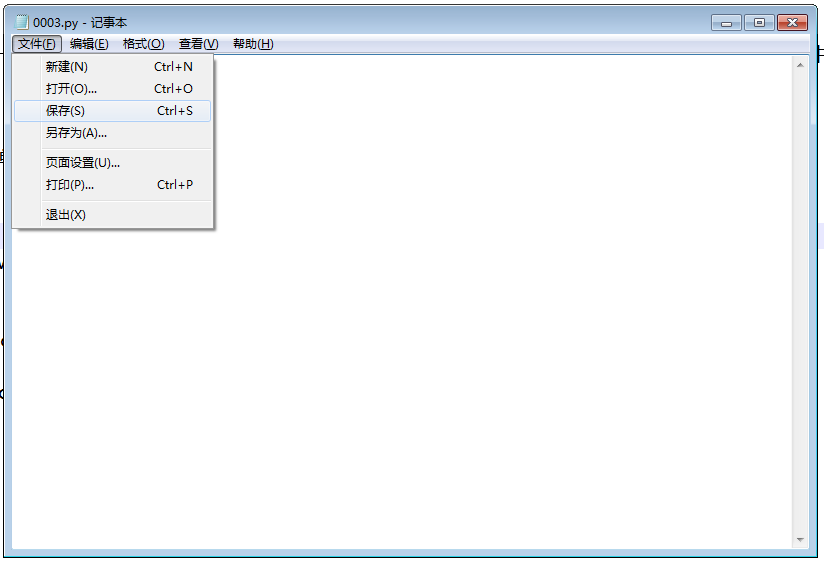 0003.py - 记事本
文件(F) 编辑(E) 格式(O) 查看(V) 帮助(H)
新建(N) Ctrl+N
打开(O)... Ctrl+O
保存(S) Ctrl+S
另存为(A)...
页面设置(U)...
打印(P)... Ctrl+P
退出(X)